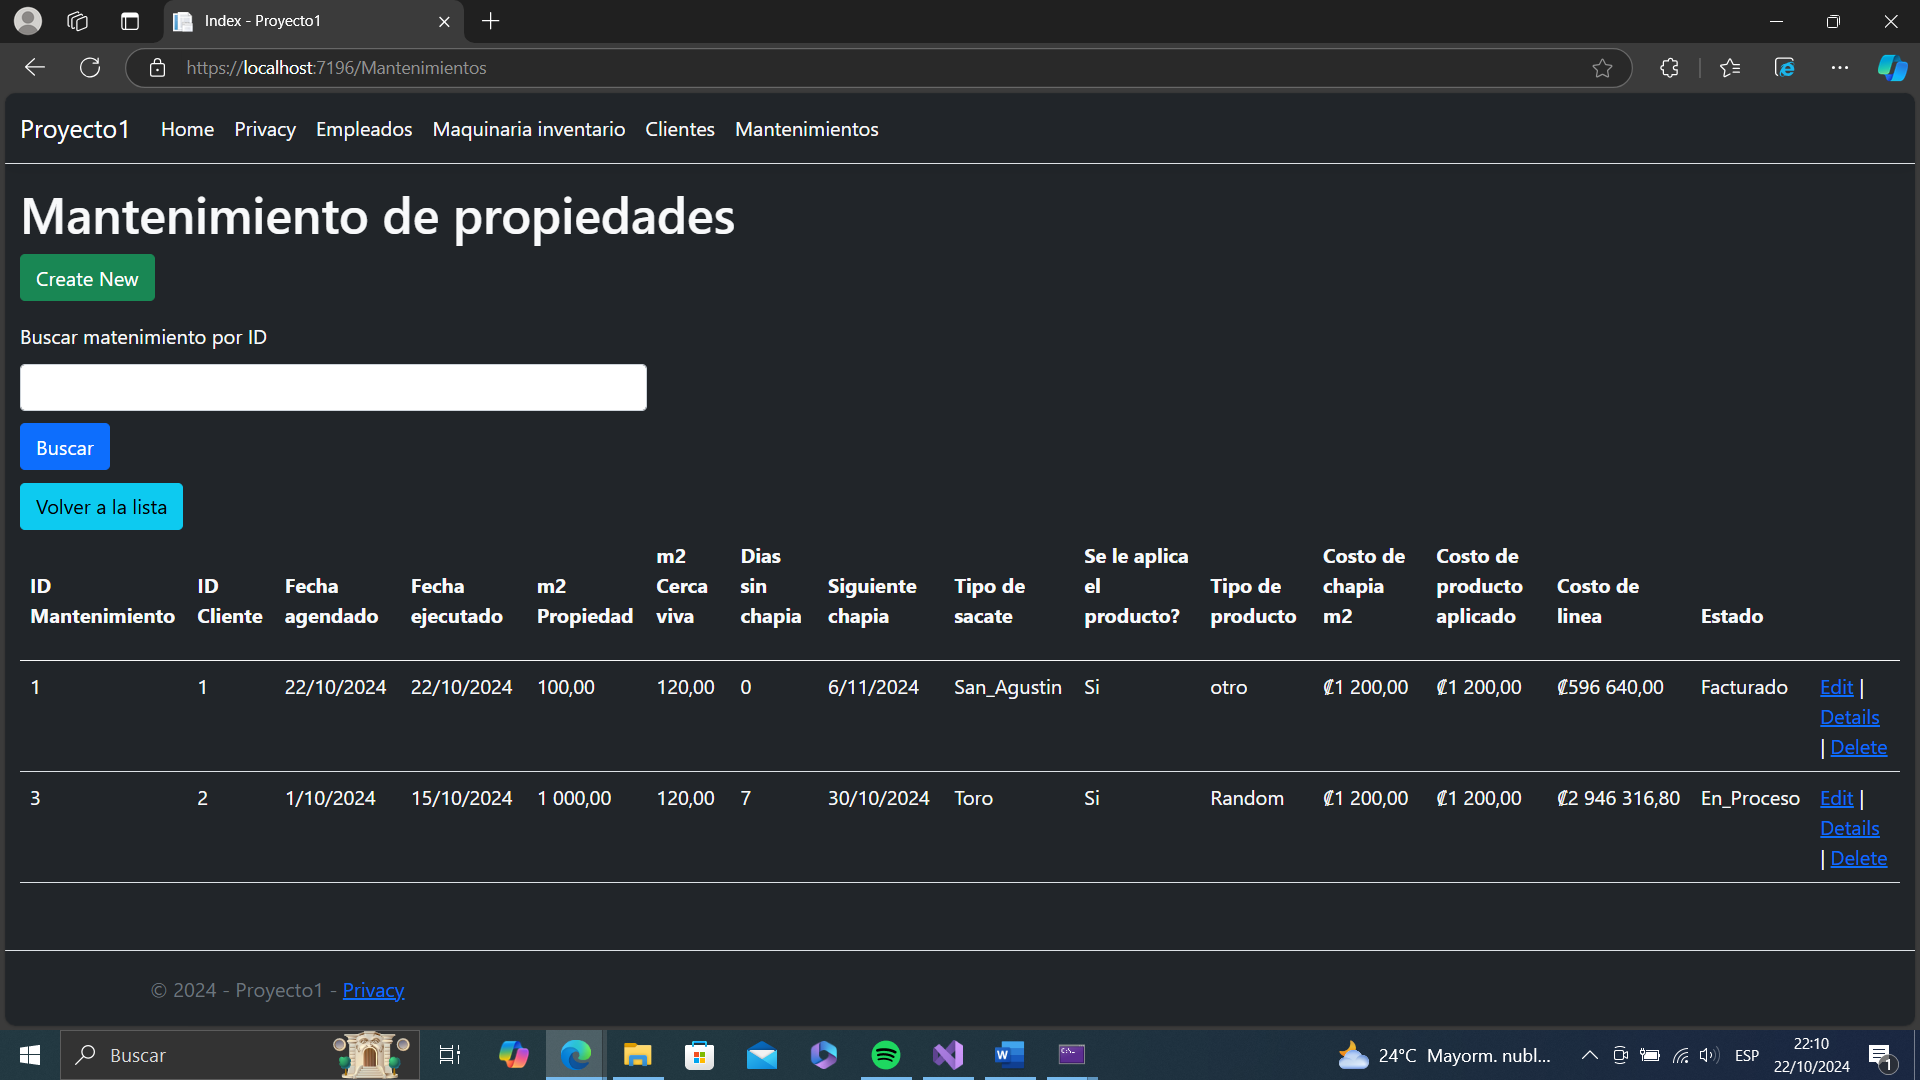 Index - Proyecto1
https://localhost:7196/Mantenimientos
Proyecto1 Home Privacy Empleados Maquinaria inventario Clientes Mantenimientos
Mantenimiento de propiedades
Create New
Buscar matenimiento por ID
Buscar
Volver a la lista
ID Mantenimiento ID Cliente Fecha agendado Fecha ejecutado m2 Propiedad m2 Cerca viva Dias sin chapia Siguiente chapia Tipo de sacate Se le aplica el producto? Tipo de producto Costo de chapia m2 Costo de producto aplicado Costo de linea Estado
1 1 22/10/2024 22/10/2024 100,00 120,00 0 6/11/2024 San_Agustin Si otro ₡1 200,00 ₡1 200,00 ₡596 640,00 Facturado Edit |
Details
| Delete
3 2 1/10/2024 15/10/2024 1 000,00 120,00 7 30/10/2024 Toro Si Random ₡1 200,00 ₡1 200,00 ₡2 946 316,80 En_Proceso Edit |
Details
| Delete
© 2024 - Proyecto1 - Privacy
Buscar
24°C Mayorm. nubl...
ESP
22:10
22/10/2024
1